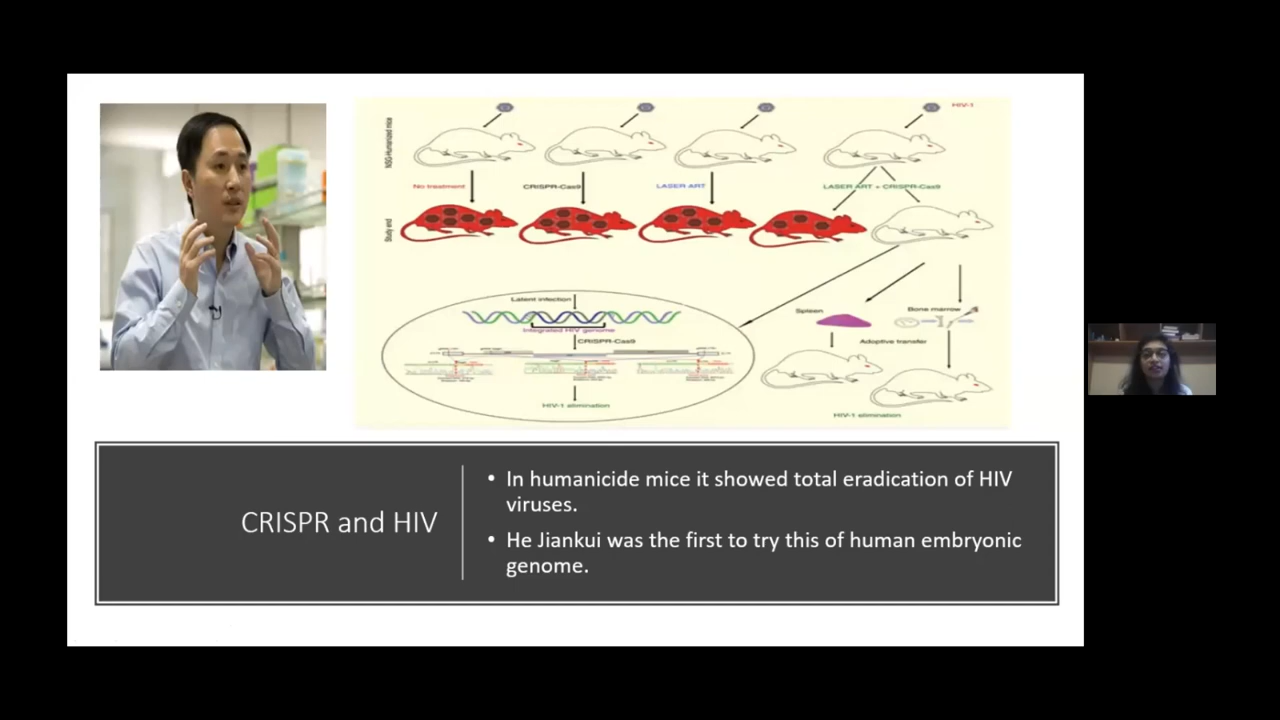 HIV-1
NSG-Humanized mice
No treatment
CRISPR-Cas9
LASER ART
LASER ART + CRISPR-Cas9
Study end
Latent infection
Integrated HIV genome
CRISPR-Cas9
HIV-1 elimination
Spleen
Bone marrow
Adoptive transfer
HIV-1 elimination
CRISPR and HIV
• In humanicide mice it showed total eradication of HIV
viruses.
• He Jiankui was the first to try this of human embryonic
genome.